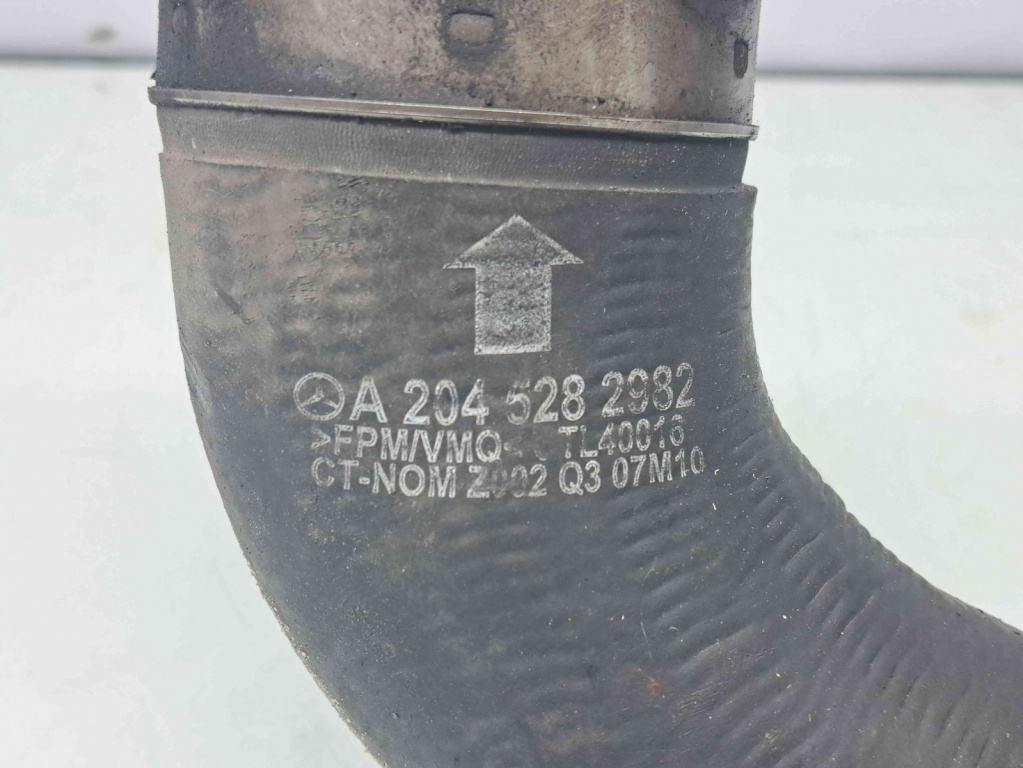 A 204 528 2982
>FPM/VMQ< TL40016
CT-NOM Z002 Q3 07M10